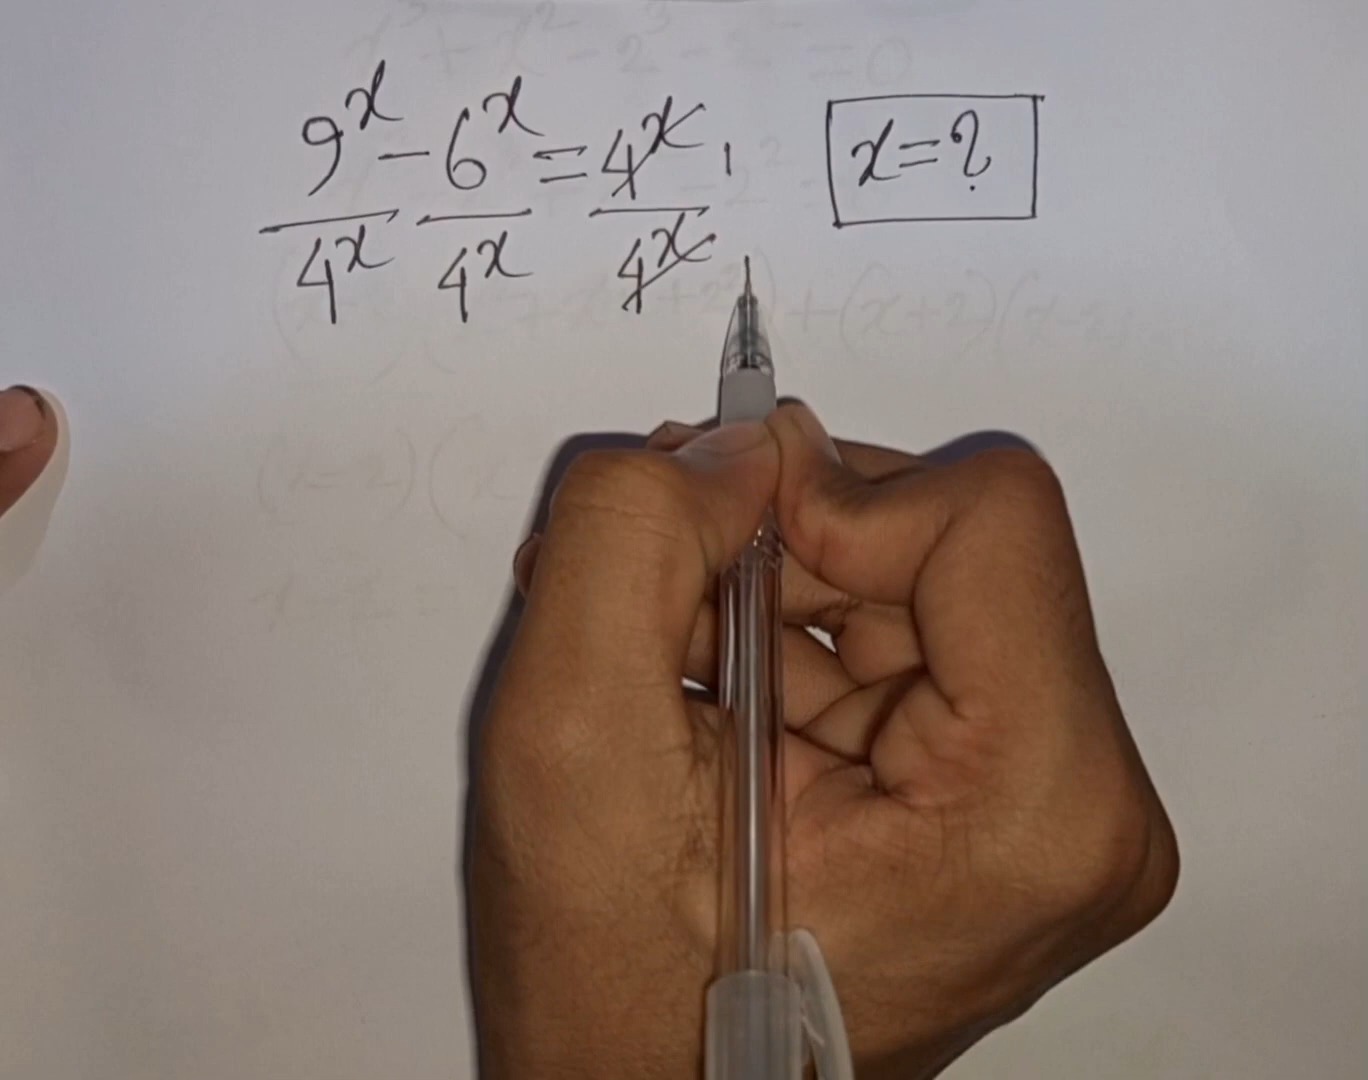 9^x - 6^x = 4^x, x=?
4^x 4^x 4^x